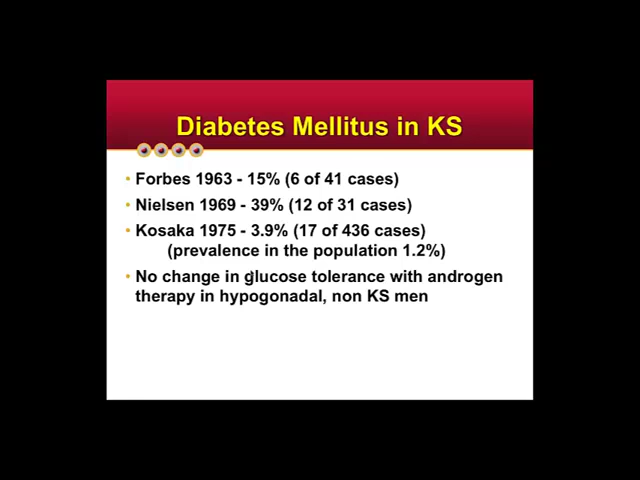 Diabetes Mellitus in KS
• Forbes 1963 - 15% (6 of 41 cases)
• Nielsen 1969 - 39% (12 of 31 cases)
• Kosaka 1975 - 3.9% (17 of 436 cases)
(prevalence in the population 1.2%)
• No change in glucose tolerance with androgen
therapy in hypogonadal, non KS men